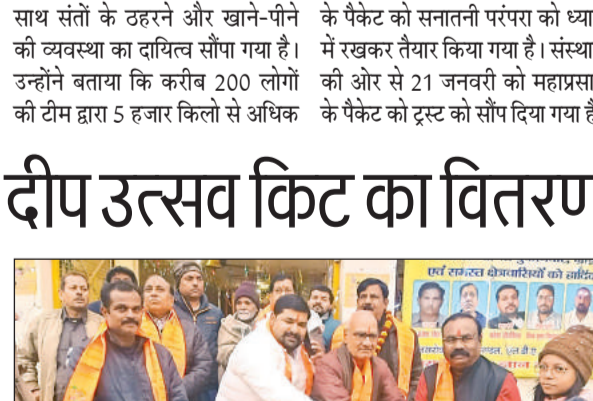 साथ संतों के ठहरने और खाने-पीने
की व्यवस्था का दायित्व सौंपा गया है।
उन्होंने बताया कि करीब 200 लोगों
की टीम द्वारा 5 हजार किलो से अधिक
के पैकेट को सनातनी परंपरा को ध्या
में रखकर तैयार किया गया है। संस्था
की ओर से 21 जनवरी को महाप्रसा
के पैकेट को ट्रस्ट को सौंप दिया गया है
दीप उत्सव किट का वितरण
एवं समस्त क्षेत्रवासियों को हार्दि